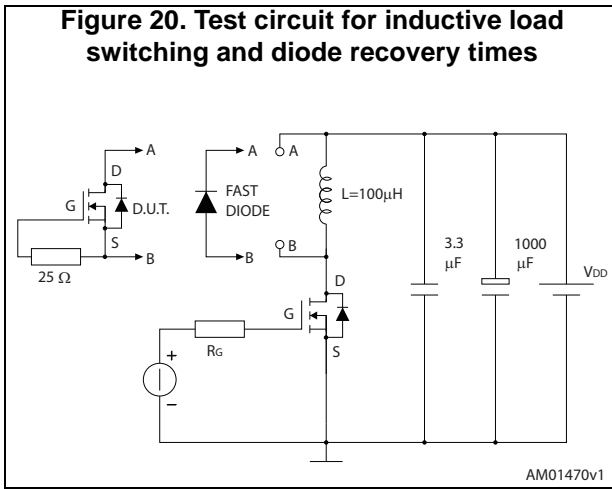 Figure 20. Test circuit for inductive load
switching and diode recovery times
A
D
G
D.U.T.
S
B
25 Ω
A
FAST
DIODE
B
A
L=100μH
B
D
G
S
RG
+
−
3.3
μF
1000
μF
VDD
AM01470v1